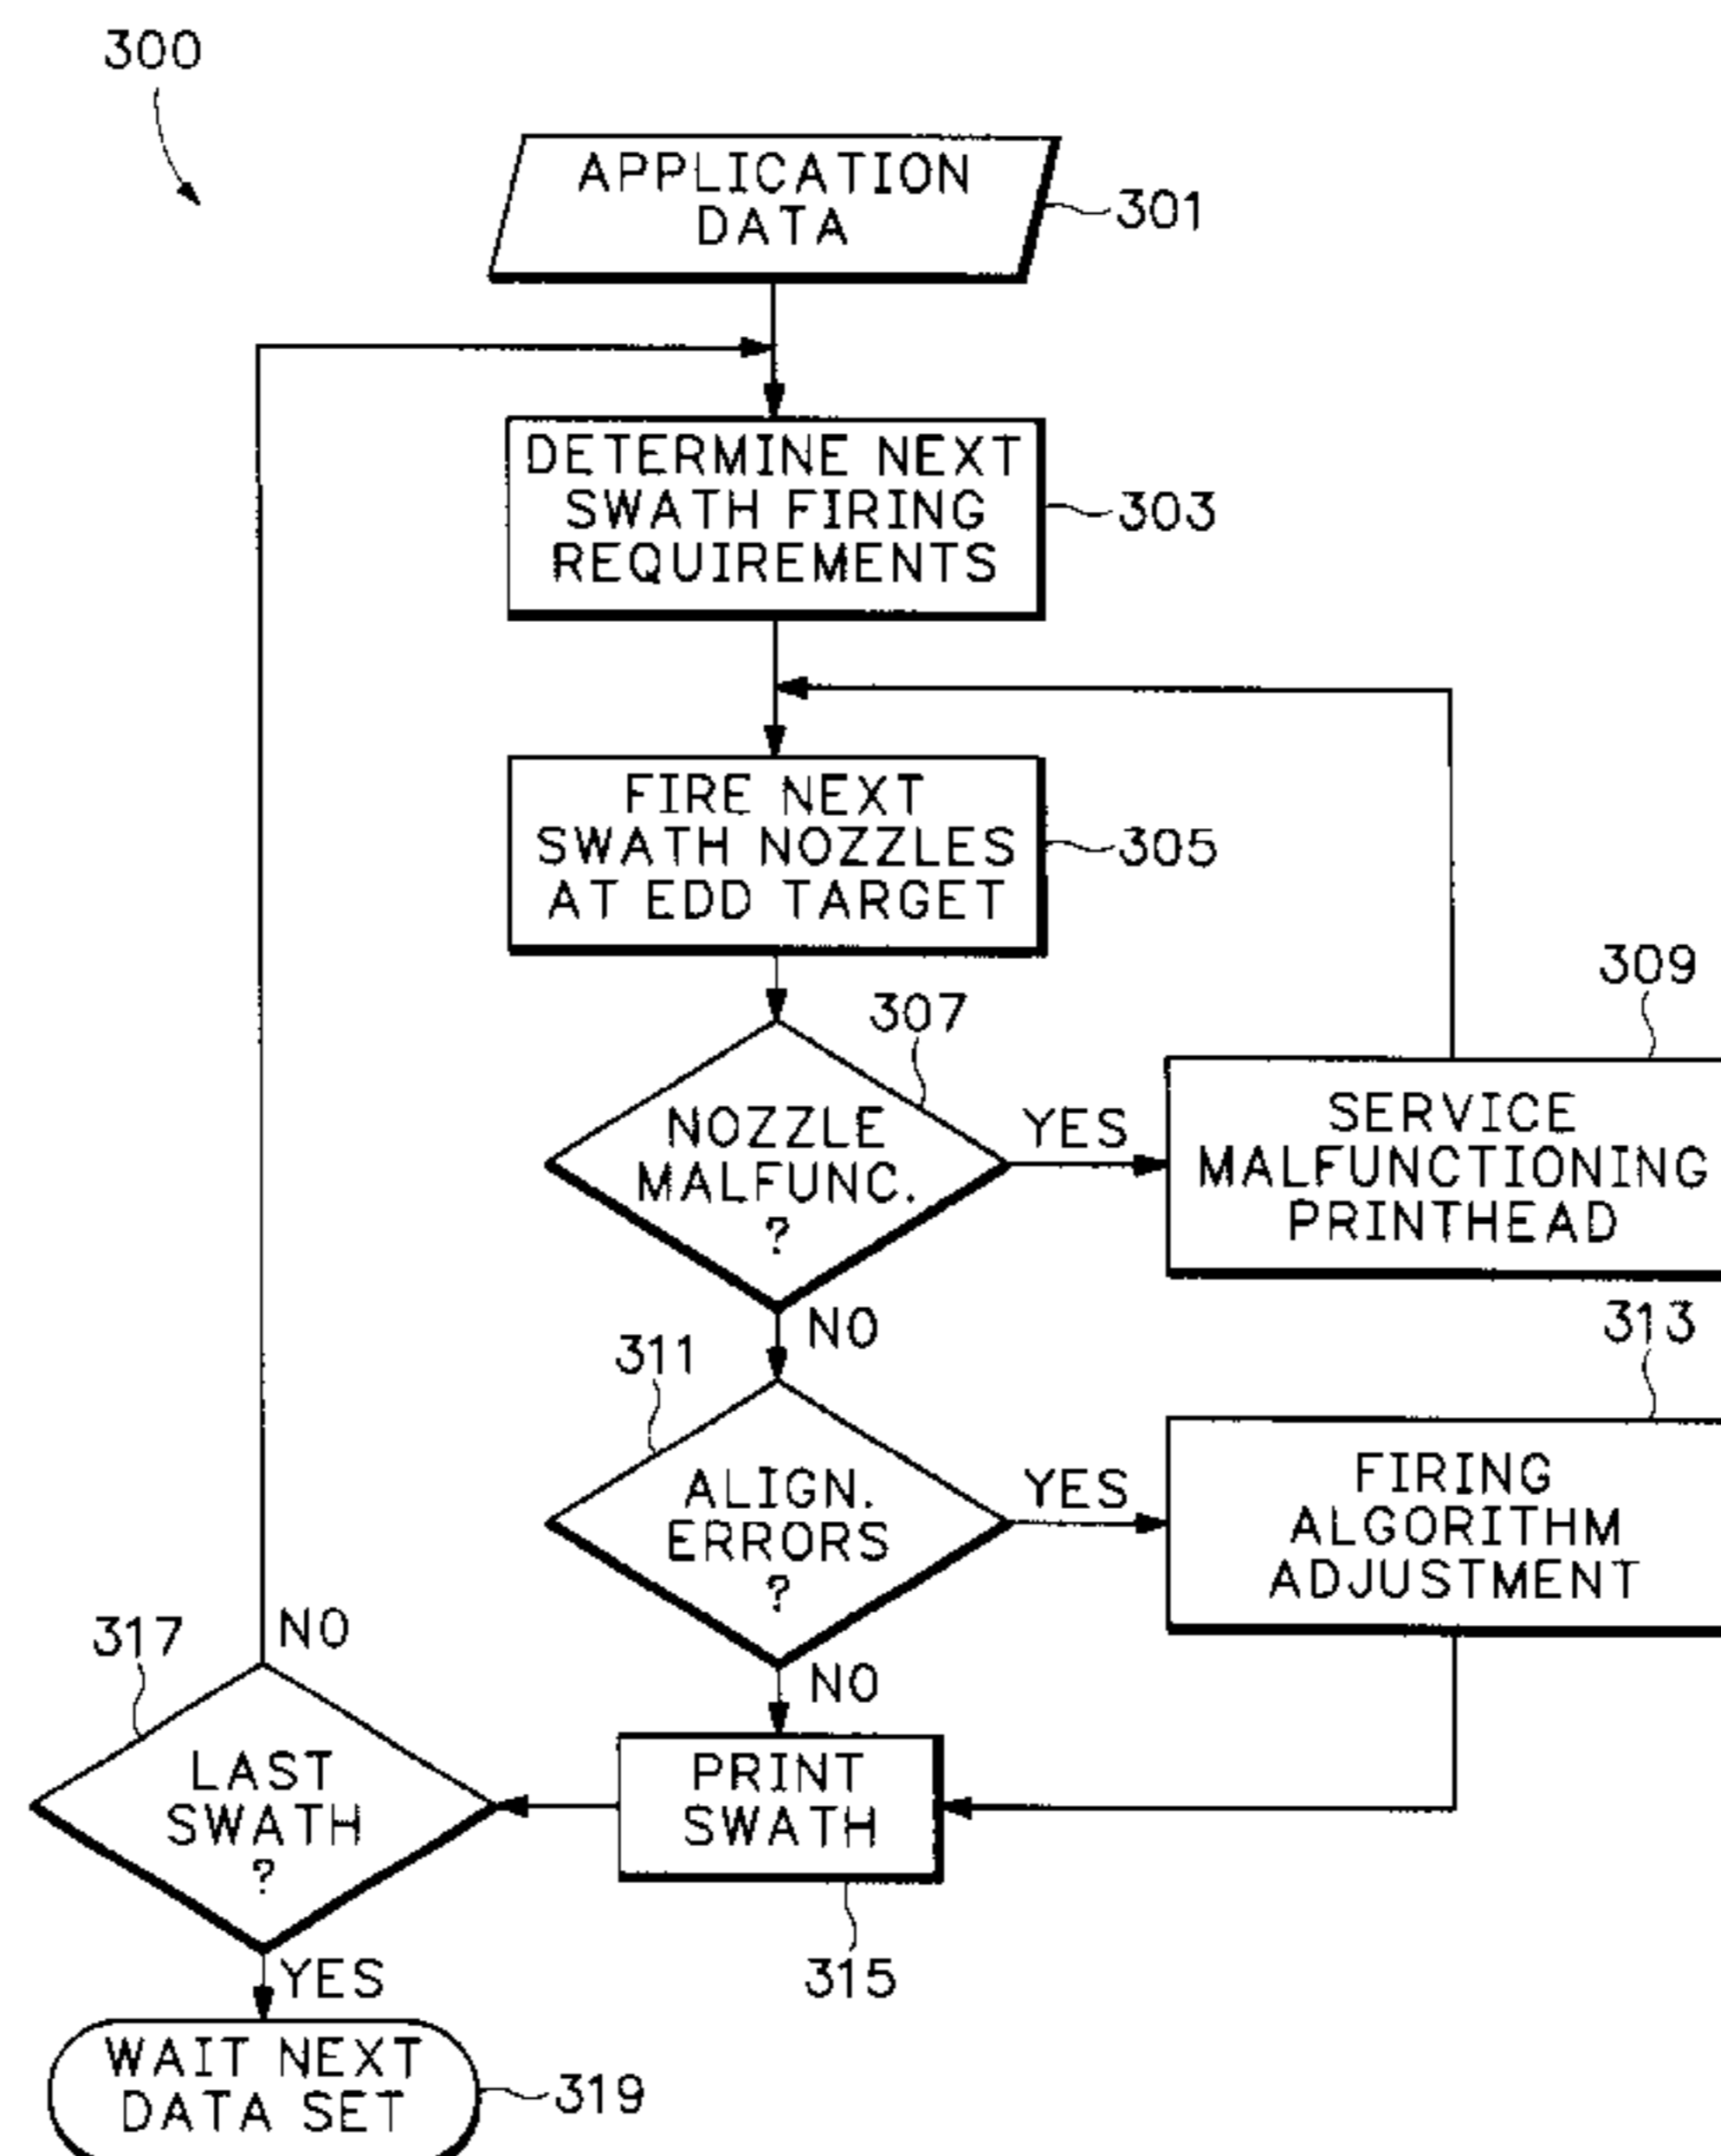 300
APPLICATION
DATA
301
DETERMINE NEXT
SWATH FIRING
REQUIREMENTS
303
FIRE NEXT
SWATH NOZZLES
AT EDD TARGET
305
307
NOZZLE
MALFUNC.
?
YES
309
SERVICE
MALFUNCTIONING
PRINTHEAD
NO
311
ALIGN.
ERRORS
?
YES
313
FIRING
ALGORITHM
ADJUSTMENT
NO
PRINT
SWATH
315
317
NO
LAST
SWATH
?
YES
WAIT NEXT
DATA SET
319